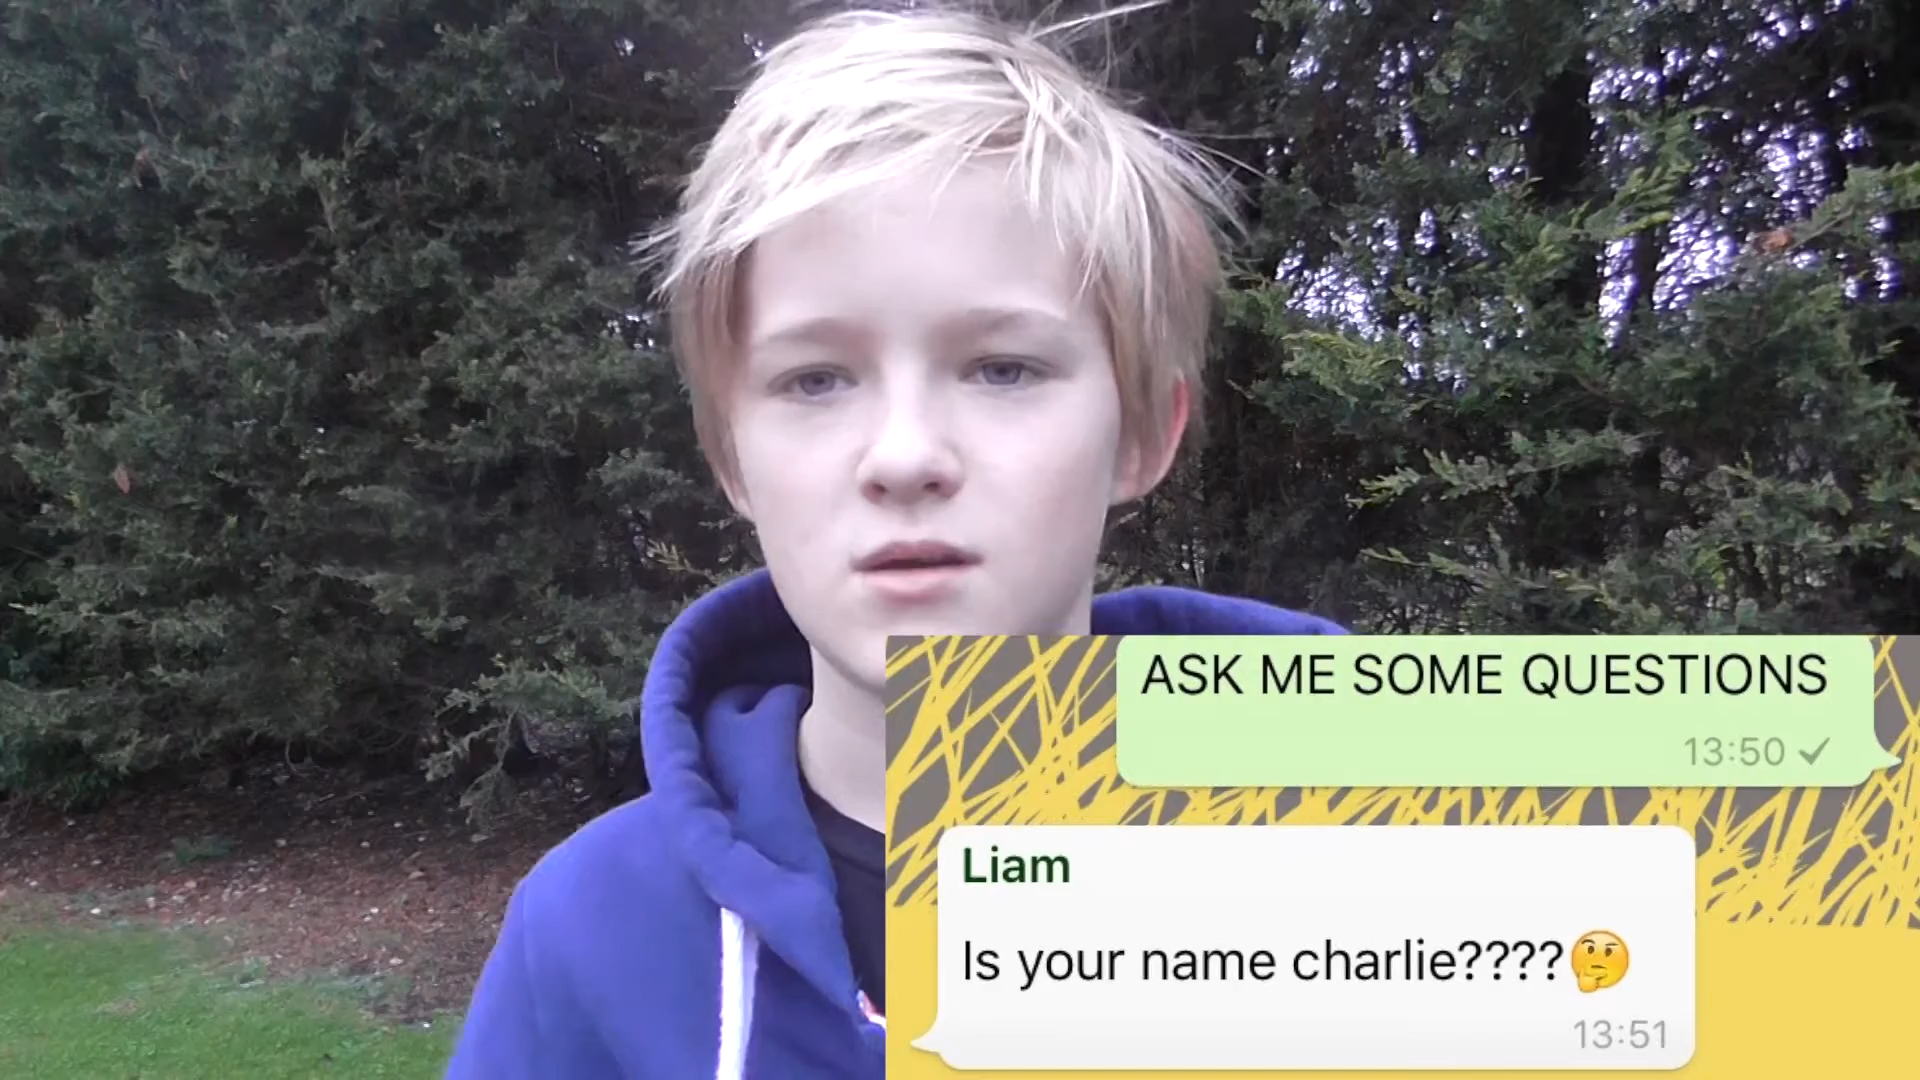 ASK ME SOME QUESTIONS
13:50
Liam
Is your name charlie????🤔
13:51